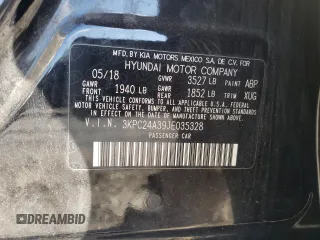 MFD.BY KIA MOTORS MEXICO S.A DE C.V. FOR
HYUNDAI MOTOR COMPANY
05/18 GVWR 3527 LB PAINT ABP
GAWR FRONT 1940 LB GAWR REAR 1852 LB TRIM XUG
THIS VEHICLE CONFORMS TO ALL APPLICABLE U.S. FEDERAL MOTOR VEHICLE SAFETY, BUMPER, AND THEFT PREVENTION STANDARDS IN EFFECT ON THE DATE OF MANUFACTURE SHOWN ABOVE.
V.I.N. 3KPC24A39JE035328
PASSENGER CAR
DREAMBID